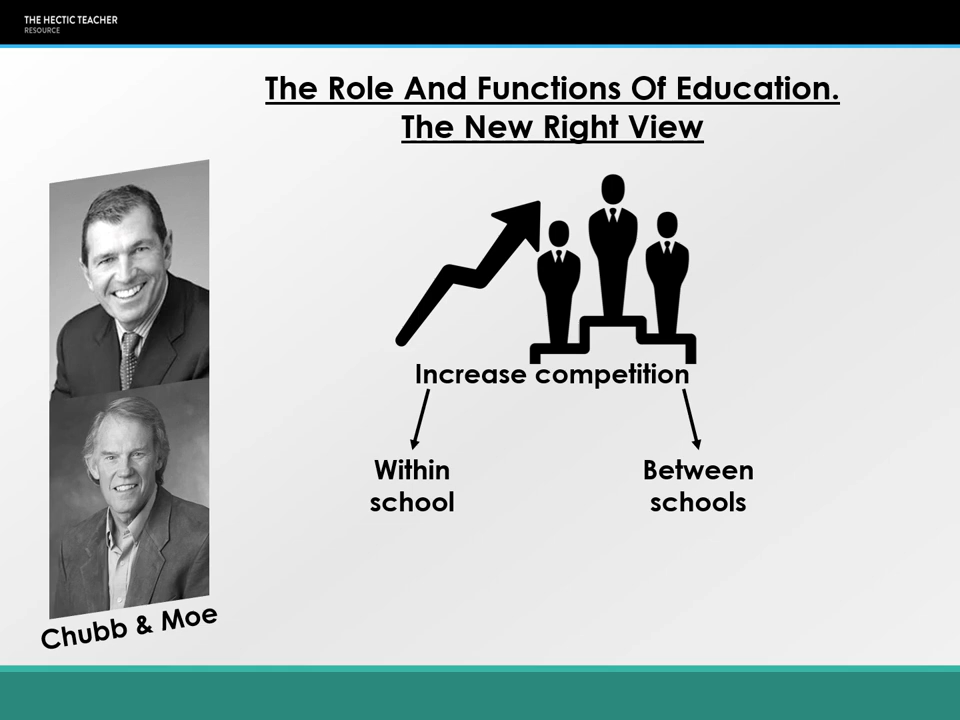 THE HECTIC TEACHER
RESOURCE
The Role And Functions Of Education.
The New Right View
Increase competition
Within
school
Between
schools
Chubb & Moe